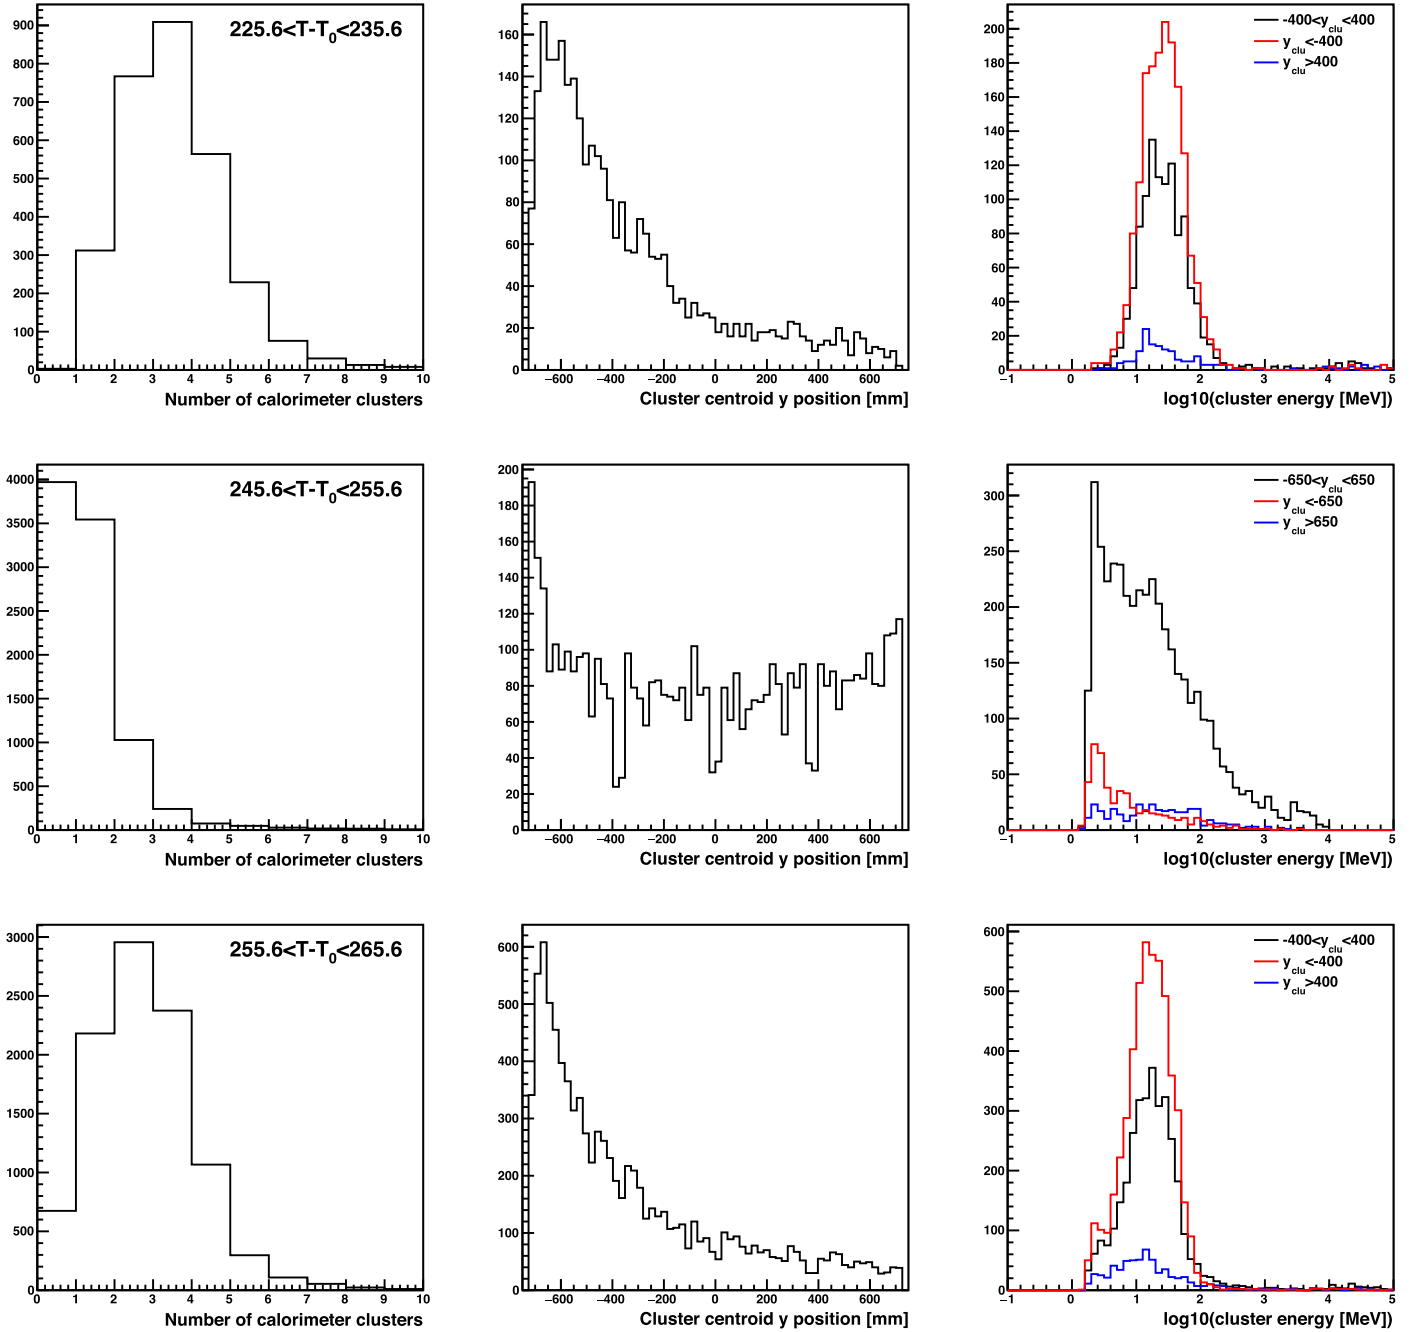 225.6<T-T0<235.6
900
800
700
600
500
400
300
200
100
0
0 1 2 3 4 5 6 7 8 9 10
Number of calorimeter clusters
160
140
120
100
80
60
40
20
0
−600 −400 −200 0 200 400 600
Cluster centroid y position [mm]
-400<yclu<400
yclu<-400
yclu>400
200
180
160
140
120
100
80
60
40
20
0
−1 0 1 2 3 4 5
log10(cluster energy [MeV])
245.6<T-T0<255.6
4000
3500
3000
2500
2000
1500
1000
500
0
0 1 2 3 4 5 6 7 8 9 10
Number of calorimeter clusters
200
180
160
140
120
100
80
60
40
20
0
−600 −400 −200 0 200 400 600
Cluster centroid y position [mm]
-650<yclu<650
yclu<-650
yclu>650
300
250
200
150
100
50
0
−1 0 1 2 3 4 5
log10(cluster energy [MeV])
255.6<T-T0<265.6
3000
2500
2000
1500
1000
500
0
0 1 2 3 4 5 6 7 8 9 10
Number of calorimeter clusters
600
500
400
300
200
100
0
−600 −400 −200 0 200 400 600
Cluster centroid y position [mm]
-400<yclu<400
yclu<-400
yclu>400
600
500
400
300
200
100
0
−1 0 1 2 3 4 5
log10(cluster energy [MeV])